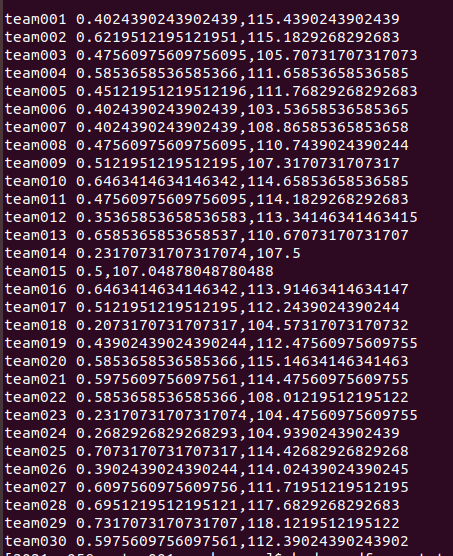 team001 0.4024390243902439,115.4390243902439
team002 0.6219512195121951,115.1829268292683
team003 0.47560975609756095,105.70731707317073
team004 0.5853658536585366,111.65853658536585
team005 0.45121951219512196,111.76829268292683
team006 0.4024390243902439,103.53658536585365
team007 0.4024390243902439,108.86585365853658
team008 0.47560975609756095,110.7439024390244
team009 0.5121951219512195,107.3170731707317
team010 0.6463414634146342,114.65853658536585
team011 0.47560975609756095,114.1829268292683
team012 0.35365853658536583,113.34146341463415
team013 0.6585365853658537,110.67073170731707
team014 0.23170731707317074,107.5
team015 0.5,107.04878048780488
team016 0.6463414634146342,113.91463414634147
team017 0.5121951219512195,112.2439024390244
team018 0.2073170731707317,104.57317073170732
team019 0.43902439024390244,112.47560975609755
team020 0.5853658536585366,115.14634146341463
team021 0.5975609756097561,114.475609756097​55
team022 0.5853658536585366,108.01219512195122
team023 0.23170731707317074,104.47560975609755
team024 0.2682926829268293,104.9390243902439
team025 0.7073170731707317,114.42682926829268
team026 0.3902439024390244,114.02439024390245
team027 0.6097560975609756,111.71951219512195
team028 0.6951219512195121,117.6829268292683
team029 0.7317073170731707,118.1219512195122
team030 0.5975609756097561,112.39024390243902